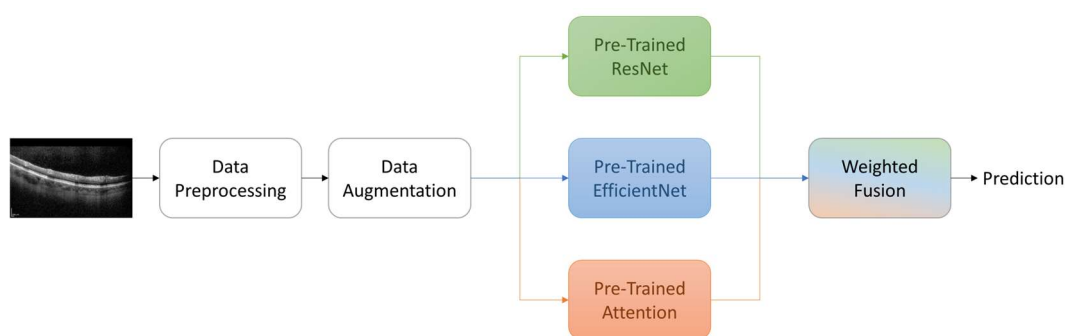 Data
Preprocessing
Data
Augmentation
Pre-Trained
ResNet
Pre-Trained
EfficientNet
Pre-Trained
Attention
Weighted
Fusion
Prediction